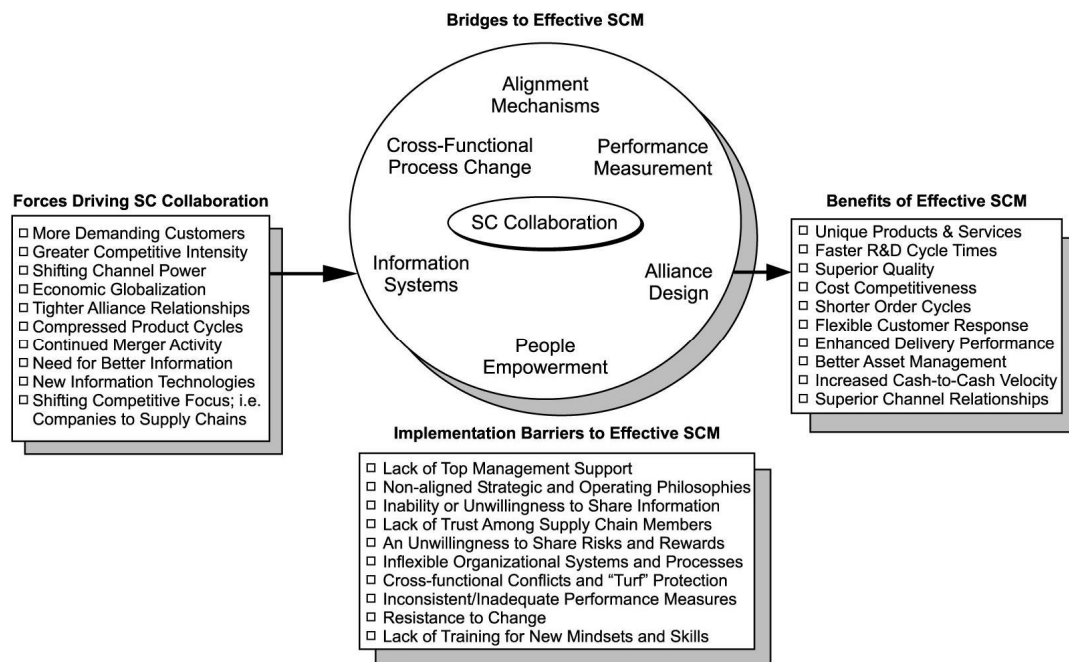 Bridges to Effective SCM
Alignment
Mechanisms
Cross-Functional
Process Change
Performance
Measurement
SC Collaboration
Information
Systems
Alliance
Design
People
Empowerment
Forces Driving SC Collaboration
□ More Demanding Customers
□ Greater Competitive Intensity
□ Shifting Channel Power
□ Economic Globalization
□ Tighter Alliance Relationships
□ Compressed Product Cycles
□ Continued Merger Activity
□ Need for Better Information
□ New Information Technologies
□ Shifting Competitive Focus; i.e.
Companies to Supply Chains
Benefits of Effective SCM
□ Unique Products & Services
□ Faster R&D Cycle Times
□ Superior Quality
□ Cost Competitiveness
□ Shorter Order Cycles
□ Flexible Customer Response
□ Enhanced Delivery Performance
□ Better Asset Management
□ Increased Cash-to-Cash Velocity
□ Superior Channel Relationships
Implementation Barriers to Effective SCM
□ Lack of Top Management Support
□ Non-aligned Strategic and Operating Philosophies
□ Inability or Unwillingness to Share Information
□ Lack of Trust Among Supply Chain Members
□ An Unwillingness to Share Risks and Rewards
□ Inflexible Organizational Systems and Processes
□ Cross-functional Conflicts and “Turf” Protection
□ Inconsistent/Inadequate Performance Measures
□ Resistance to Change
□ Lack of Training for New Mindsets and Skills